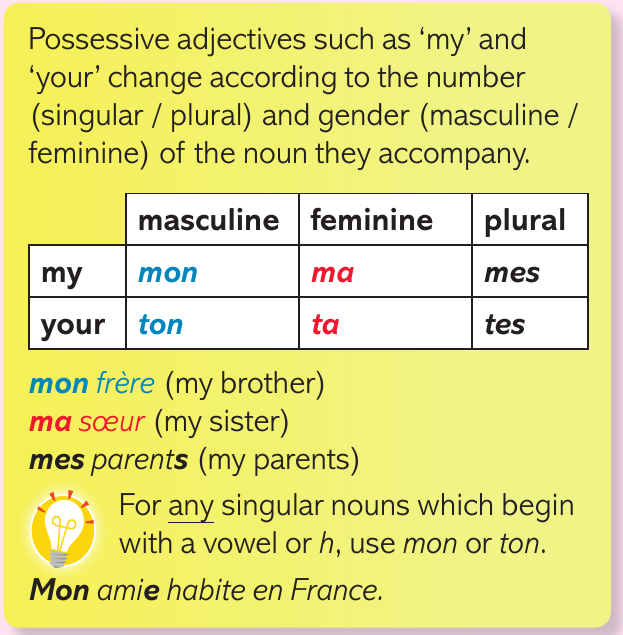 Possessive adjectives such as ‘my’ and
‘your’ change according to the number
(singular / plural) and gender (masculine /
feminine) of the noun they accompany.
masculine feminine plural
my mon ma mes
your ton ta tes
mon frère (my brother)
ma sœur (my sister)
mes parents (my parents)
For any singular nouns which begin
with a vowel or h, use mon or ton.
Mon amie habite en France.